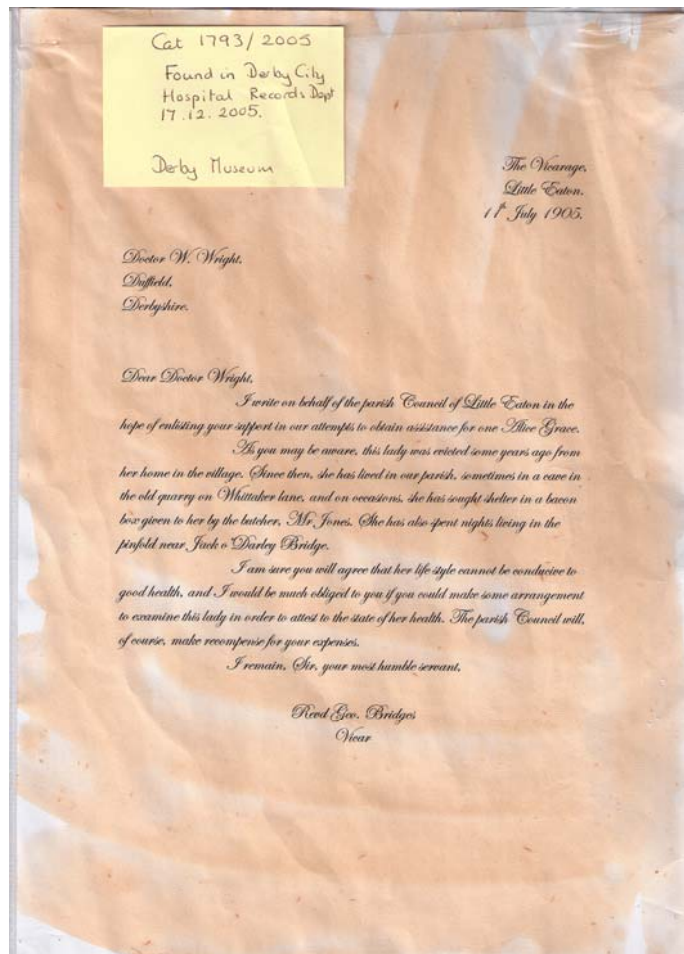 Cat 1793/2005
Found in Derby City
Hospital Records Dept
17.12.2005.
Derby Museum
The Vicarage,
Little Eaton.
11th July 1905.
Doctor W. Wright,
Duffield,
Derbyshire.
Dear Doctor Wright,
I write on behalf of the parish Council of Little Eaton in the
hope of enlisting your support in our attempts to obtain assistance for one Alice Grace.
As you may be aware, this lady was evicted some years ago from
her home in the village. Since then, she has lived in our parish, sometimes in a cave in
the old quarry on Whittaker lane, and on occasions, she has sought shelter in a bacon
box given to her by the butcher, Mr Jones. She has also spent nights living in the
pinfold near Jack o'Darley Bridge.
I am sure you will agree that her life style cannot be conducive to
good health, and I would be much obliged to you if you could make some arrangement
to examine this lady in order to attest to the state of her health. The parish Council will,
of course, make recompense for your expenses.
I remain, Sir, your most humble servant,
Revd Geo. Bridges
Vicar